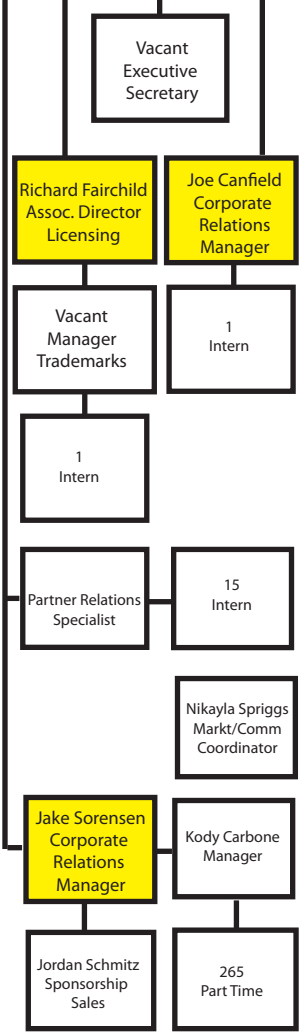 Vacant
Executive
Secretary
Richard Fairchild
Assoc. Director
Licensing
Joe Canfield
Corporate
Relations
Manager
Vacant
Manager
Trademarks
1
Intern
1
Intern
Partner Relations
Specialist
15
Intern
Nikayla Spriggs
Markt/Comm
Coordinator
Jake Sorensen
Corporate
Relations
Manager
Kody Carbone
Manager
Jordan Schmitz
Sponsorship
Sales
265
Part Time